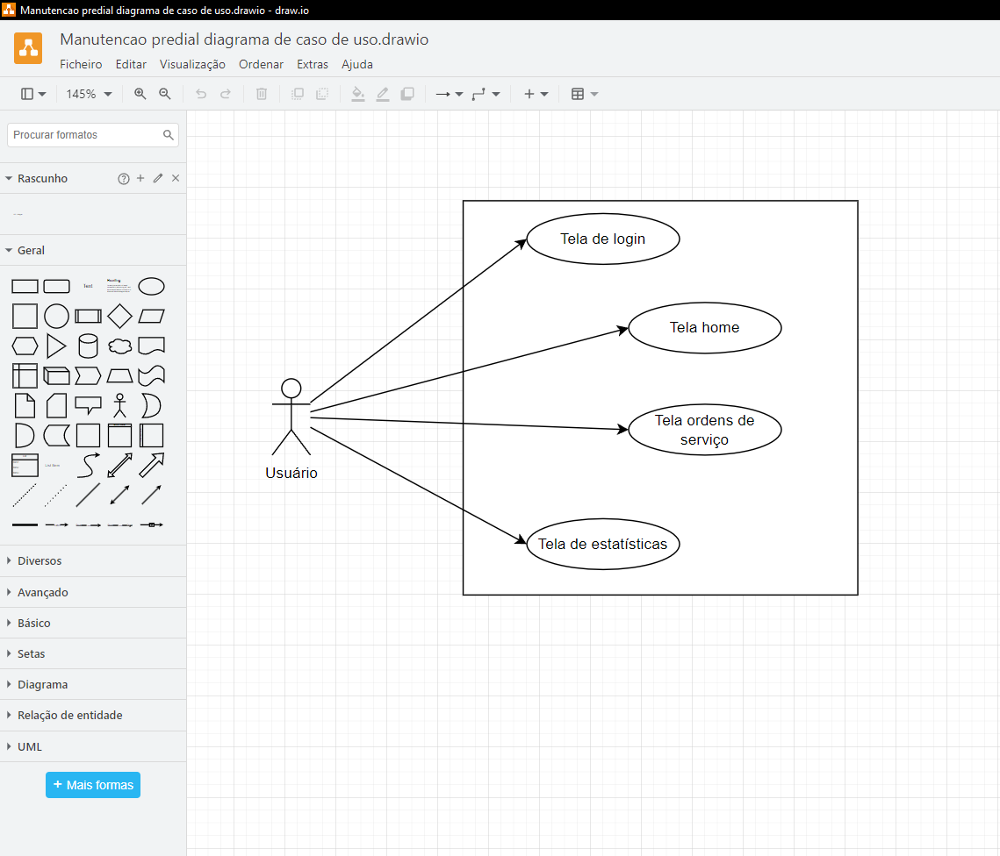 Manutencao predial diagrama de caso de uso.drawio - draw.io
Manutencao predial diagrama de caso de uso.drawio
Ficheiro Editar Visualização Ordenar Extras Ajuda
145%
Procurar formatos
Rascunho
Geral
Text
Heading
List Item
Diversos
Avançado
Básico
Setas
Diagrama
Relação de entidade
UML
+ Mais formas
Tela de login
Tela home
Tela ordens de
serviço
Usuário
Tela de estatísticas